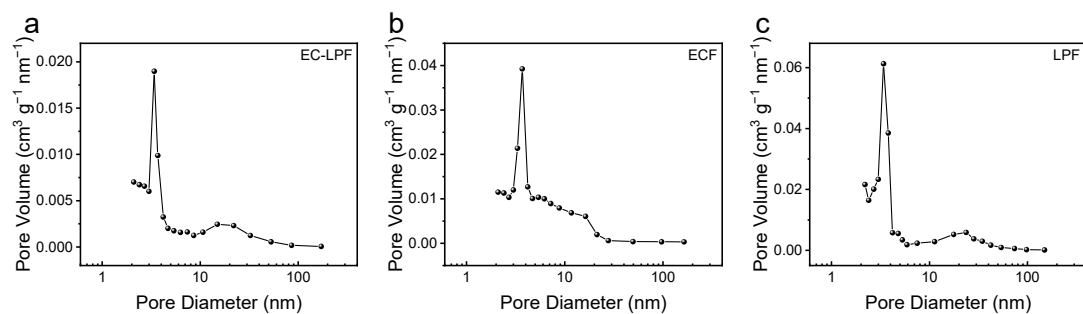 a
EC-LPF
0.020
0.015
0.010
0.005
0.000
Pore Volume (cm³ g⁻¹ nm⁻¹)
1 10 100
Pore Diameter (nm)
b
ECF
0.04
0.03
0.02
0.01
0.00
Pore Volume (cm³ g⁻¹ nm⁻¹)
1 10 100
Pore Diameter (nm)
c
LPF
0.06
0.04
0.02
0.00
Pore Volume (cm³ g⁻¹ nm⁻¹)
1 10 100
Pore Diameter (nm)